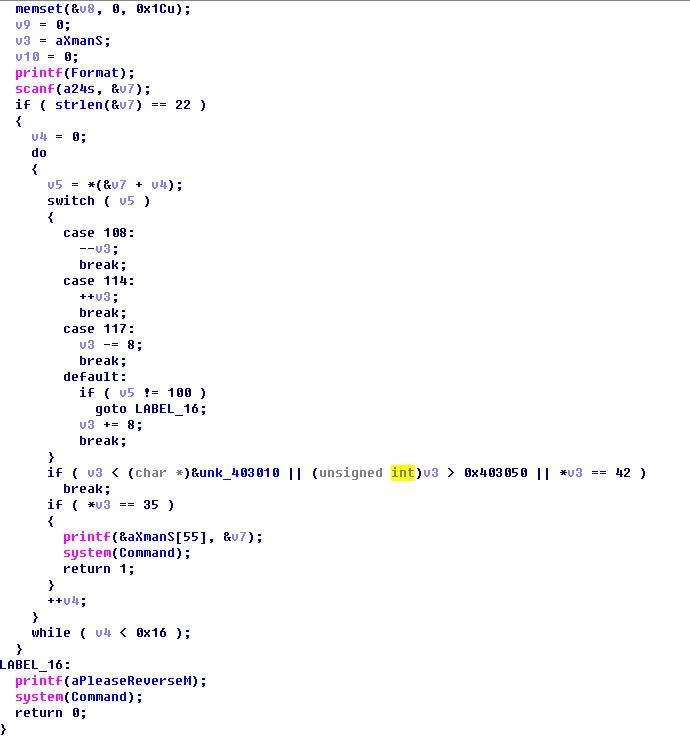 memset(&v8, 0, 0x1Cu);
v9 = 0;
v3 = aXmanS;
v10 = 0;
printf(Format);
scanf(a24s, &v7);
if ( strlen(&v7) == 22 )
{
v4 = 0;
do
{
v5 = *(&v7 + v4);
switch ( v5 )
{
case 108:
--v3;
break;
case 114:
++v3;
break;
case 117:
v3 -= 8;
break;
default:
if ( v5 != 100 )
goto LABEL_16;
v3 += 8;
break;
}
if ( v3 < (char *)&unk_403010 || (unsigned int)v3 > 0x403050 || *v3 == 42 )
break;
if ( *v3 == 35 )
{
printf(&aXmanS[55], &v7);
system(Command);
return 1;
}
++v4;
}
while ( v4 < 0x16 );
}
LABEL_16:
printf(aPleaseReverseM);
system(Command);
return 0;
}